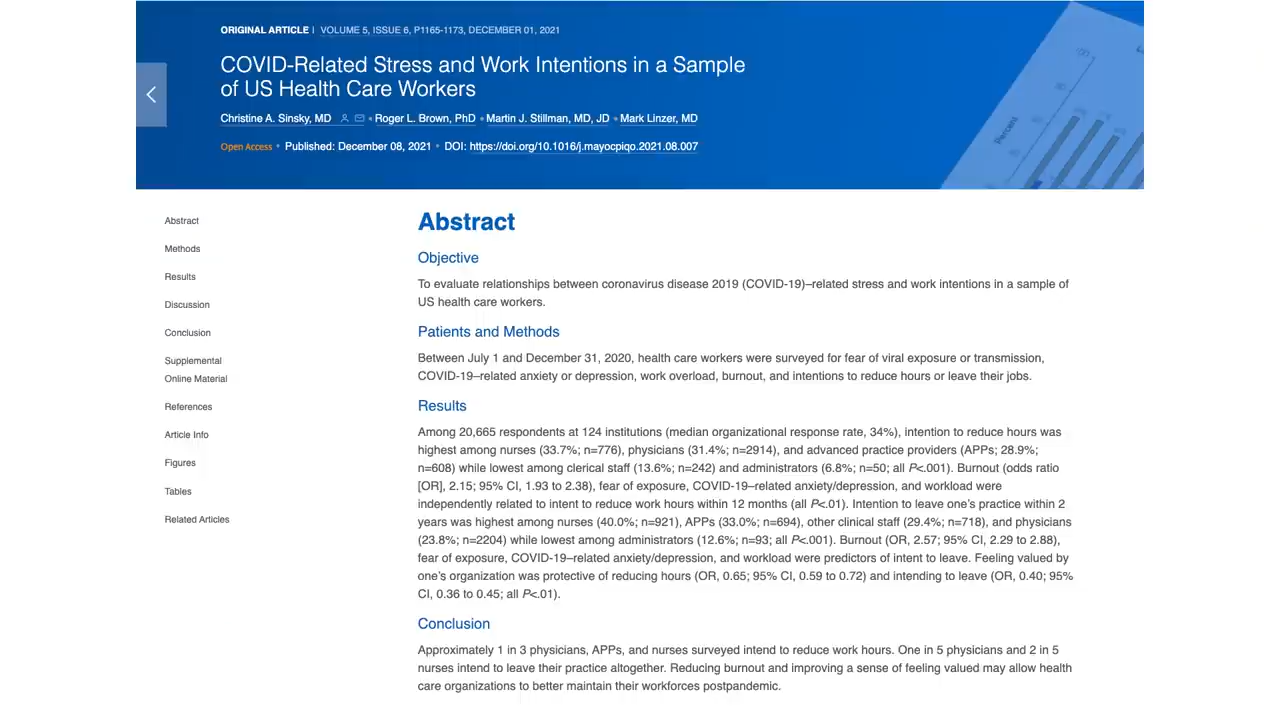 ORIGINAL ARTICLE | VOLUME 5, ISSUE 6, P1165-1173, DECEMBER 01, 2021
COVID-Related Stress and Work Intentions in a Sample
of US Health Care Workers
Christine A. Sinsky, MD • Roger L. Brown, PhD • Martin J. Stillman, MD, JD • Mark Linzer, MD
Open Access • Published: December 08, 2021 • DOI: https://doi.org/10.1016/j.mayocpiqo.2021.08.007
Percent
Abstract
Methods
Results
Discussion
Conclusion
Supplemental
Online Material
References
Article Info
Figures
Tables
Related Articles
Abstract
Objective
To evaluate relationships between coronavirus disease 2019 (COVID-19)–related stress and work intentions in a sample of
US health care workers.
Patients and Methods
Between July 1 and December 31, 2020, health care workers were surveyed for fear of viral exposure or transmission,
COVID-19–related anxiety or depression, work overload, burnout, and intentions to reduce hours or leave their jobs.
Results
Among 20,665 respondents at 124 institutions (median organizational response rate, 34%), intention to reduce hours was
highest among nurses (33.7%; n=776), physicians (31.4%; n=2914), and advanced practice providers (APPs; 28.9%;
n=608) while lowest among clerical staff (13.6%; n=242) and administrators (6.8%; n=50; all P<.001). Burnout (odds ratio
[OR], 2.15; 95% CI, 1.93 to 2.38), fear of exposure, COVID-19–related anxiety/depression, and workload were
independently related to intent to reduce work hours within 12 months (all P<.01). Intention to leave one's practice within 2
years was highest among nurses (40.0%; n=921), APPs (33.0%; n=694), other clinical staff (29.4%; n=718), and physicians
(23.8%; n=2204) while lowest among administrators (12.6%; n=93; all P<.001). Burnout (OR, 2.57; 95% CI, 2.29 to 2.88),
fear of exposure, COVID-19–related anxiety/depression, and workload were predictors of intent to leave. Feeling valued by
one's organization was protective of reducing hours (OR, 0.65; 95% CI, 0.59 to 0.72) and intending to leave (OR, 0.40; 95%
CI, 0.36 to 0.45; all P<.01).
Conclusion
Approximately 1 in 3 physicians, APPs, and nurses surveyed intend to reduce work hours. One in 5 physicians and 2 in 5
nurses intend to leave their practice altogether. Reducing burnout and improving a sense of feeling valued may allow health
care organizations to better maintain their workforces postpandemic.